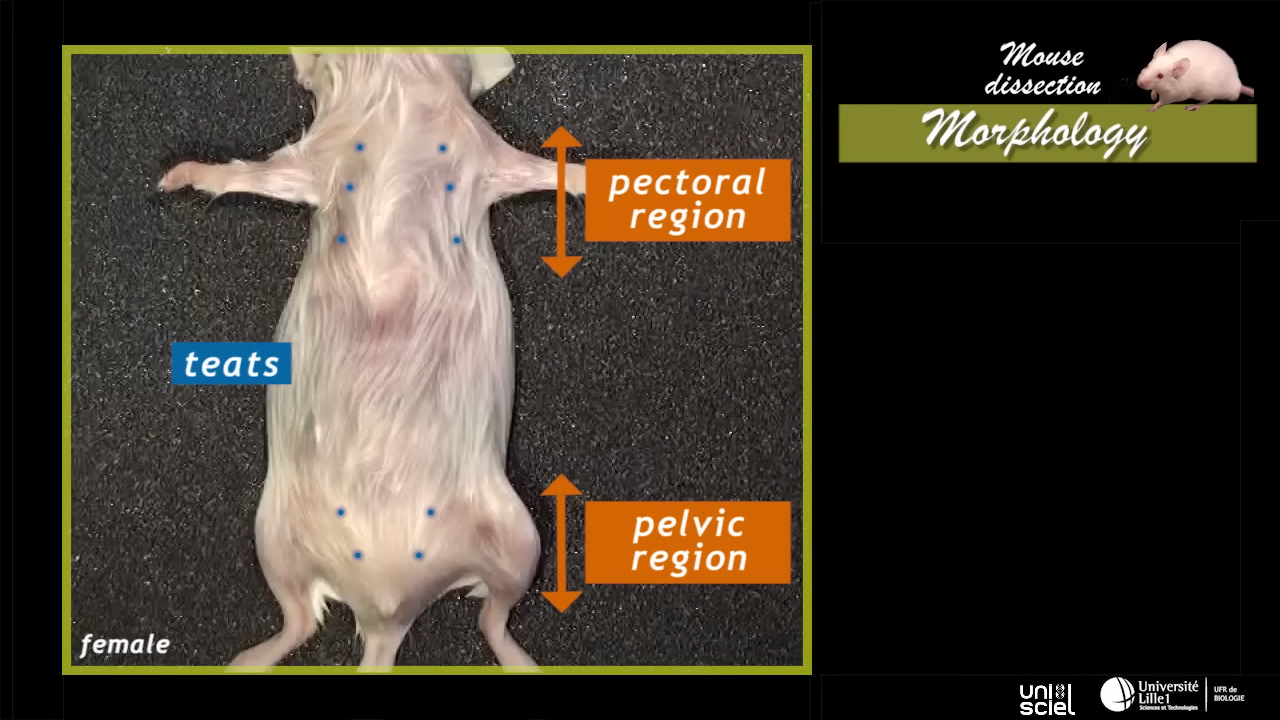 Mouse
dissection
Morphology
pectoral
region
teats
pelvic
region
female
uni
sciel
Université
Lille1
Sciences et Technologies
UFR de
BIOLOGIE